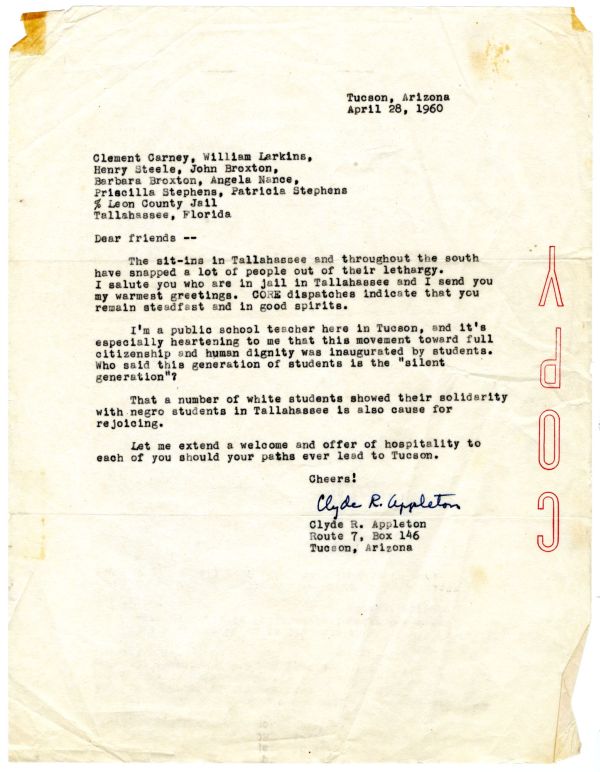 Tucson, Arizona
April 28, 1960
Clement Carney, William Larkins,
Henry Steele, John Broxton,
Barbara Broxton, Angela Nance,
Priscilla Stephens, Patricia Stephens
% Leon County Jail
Tallahassee, Florida
Dear friends --
The sit-ins in Tallahassee and throughout the south
have snapped a lot of people out of their lethargy.
I salute you who are in jail in Tallahassee and I send you
my warmest greetings. CORE dispatches indicate that you
remain steadfast and in good spirits.
I'm a public school teacher here in Tucson, and it's
especially heartening to me that this movement toward full
citizenship and human dignity was inaugurated by students.
Who said this generation of students is the "silent
generation"?
That a number of white students showed their solidarity
with negro students in Tallahassee is also cause for
rejoicing.
Let me extend a welcome and offer of hospitality to
each of you should your paths ever lead to Tucson.
Cheers!
Clyde R. Appleton
Clyde R. Appleton
Route 7, Box 146
Tucson, Arizona
COPY